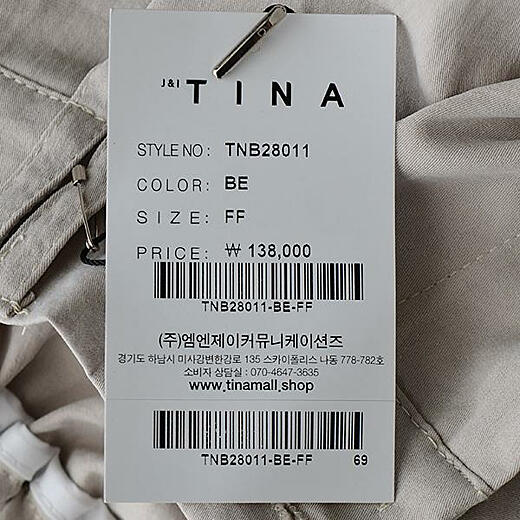 J&I TINA
STYLE NO : TNB28011
COLOR : BE
SIZE : FF
PRICE : ₩ 138,000
TNB28011-BE-FF
(주)엠엔제이커뮤니케이션즈
경기도 하남시 미사강변한강로 135 스카이폴리스 나동 778-782호
소비자 상담실 : 070-4647-3635
www.tinamall.shop
TNB28011-BE-FF 69